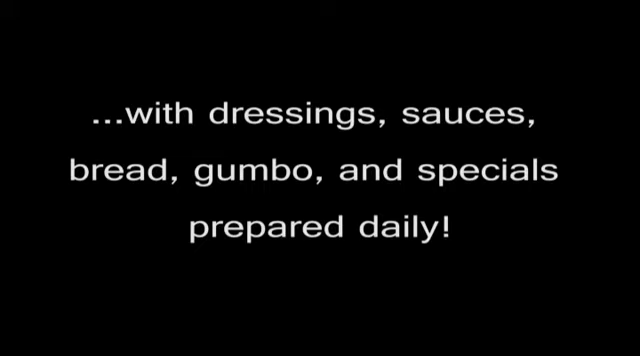 ...with dressings, sauces,
bread, gumbo, and specials
prepared daily!